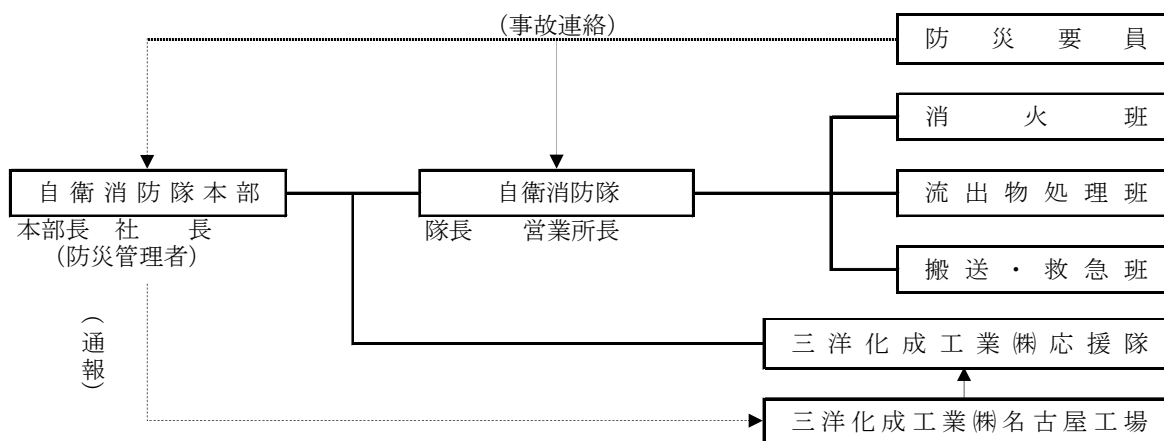 (事故連絡)
防災要員
消火班
自衛消防隊本部
自衛消防隊
流出物処理班
本部長 社 長
隊長 営業所長
(防災管理者)
搬送・救急班
(通報)
三洋化成工業㈱応援隊
三洋化成工業㈱名古屋工場